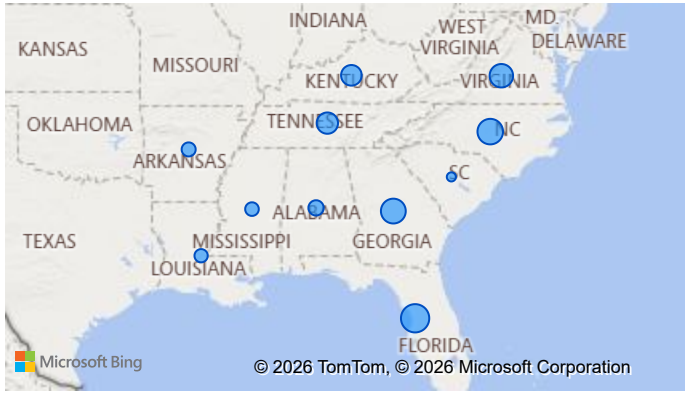 INDIANA
MD.
WEST
VIRGINIA
DELAWARE
KANSAS
MISSOURI
KENTUCKY
VIRGINIA
OKLAHOMA
TENNESSEE
NC
ARKANSAS
SC
ALABAMA
TEXAS
MISSISSIPPI
GEORGIA
LOUISIANA
FLORIDA
Microsoft Bing
© 2026 TomTom, © 2026 Microsoft Corporation